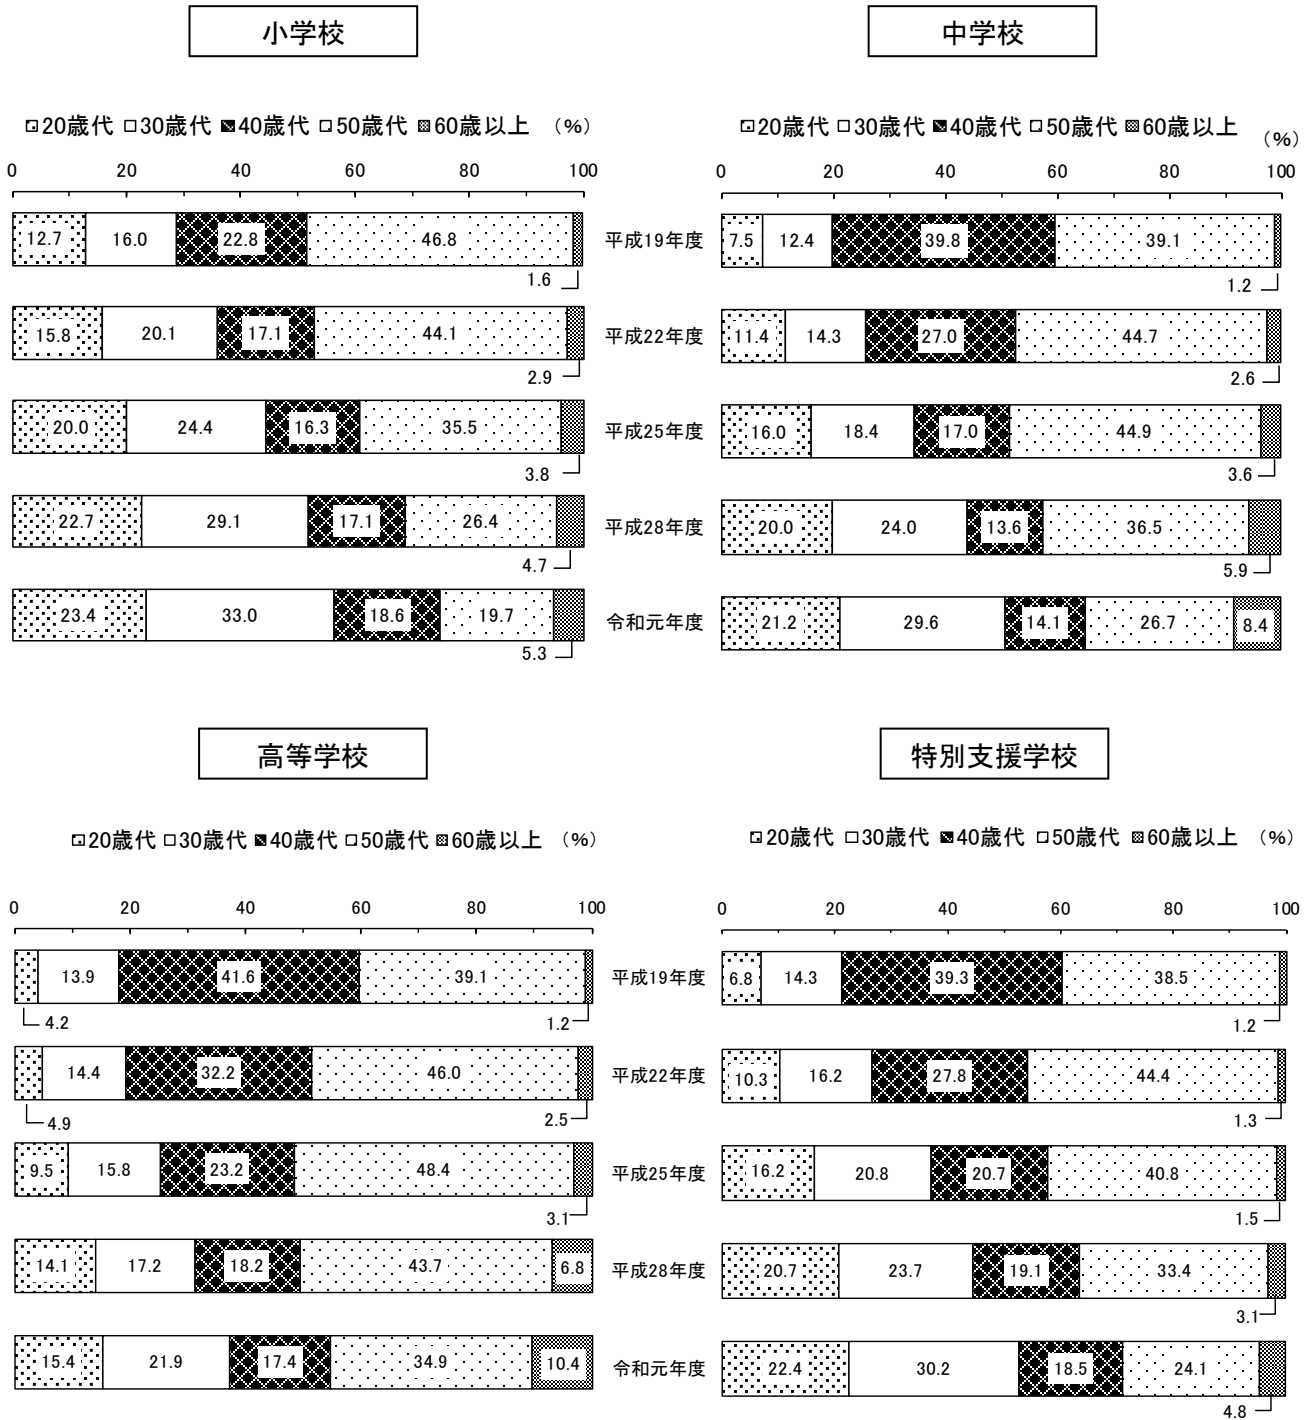 小学校
□20歳代 □30歳代 ■40歳代 □50歳代 ■60歳以上 (%)
0 20 40 60 80 100
12.7 16.0 22.8 46.8
1.6
15.8 20.1 17.1 44.1
2.9
20.0 24.4 16.3 35.5
3.8
22.7 29.1 17.1 26.4
4.7
23.4 33.0 18.6 19.7
5.3
平成19年度
平成22年度
平成25年度
平成28年度
令和元年度
中学校
□20歳代 □30歳代 ■40歳代 □50歳代 ■60歳以上 (%)
0 20 40 60 80 100
7.5 12.4 39.8 39.1
1.2
11.4 14.3 27.0 44.7
2.6
16.0 18.4 17.0 44.9
3.6
20.0 24.0 13.6 36.5
5.9
21.2 29.6 14.1 26.7 8.4
高等学校
□20歳代 □30歳代 ■40歳代 □50歳代 ■60歳以上 (%)
0 20 40 60 80 100
13.9 41.6 39.1
4.2 1.2
14.4 32.2 46.0
4.9 2.5
9.5 15.8 23.2 48.4
3.1
14.1 17.2 18.2 43.7 6.8
15.4 21.9 17.4 34.9 10.4
平成19年度
平成22年度
平成25年度
平成28年度
令和元年度
特別支援学校
□20歳代 □30歳代 ■40歳代 □50歳代 ■60歳以上 (%)
0 20 40 60 80 100
6.8 14.3 39.3 38.5
1.2
10.3 16.2 27.8 44.4
1.3
16.2 20.8 20.7 40.8
1.5
20.7 23.7 19.1 33.4
3.1
22.4 30.2 18.5 24.1
4.8